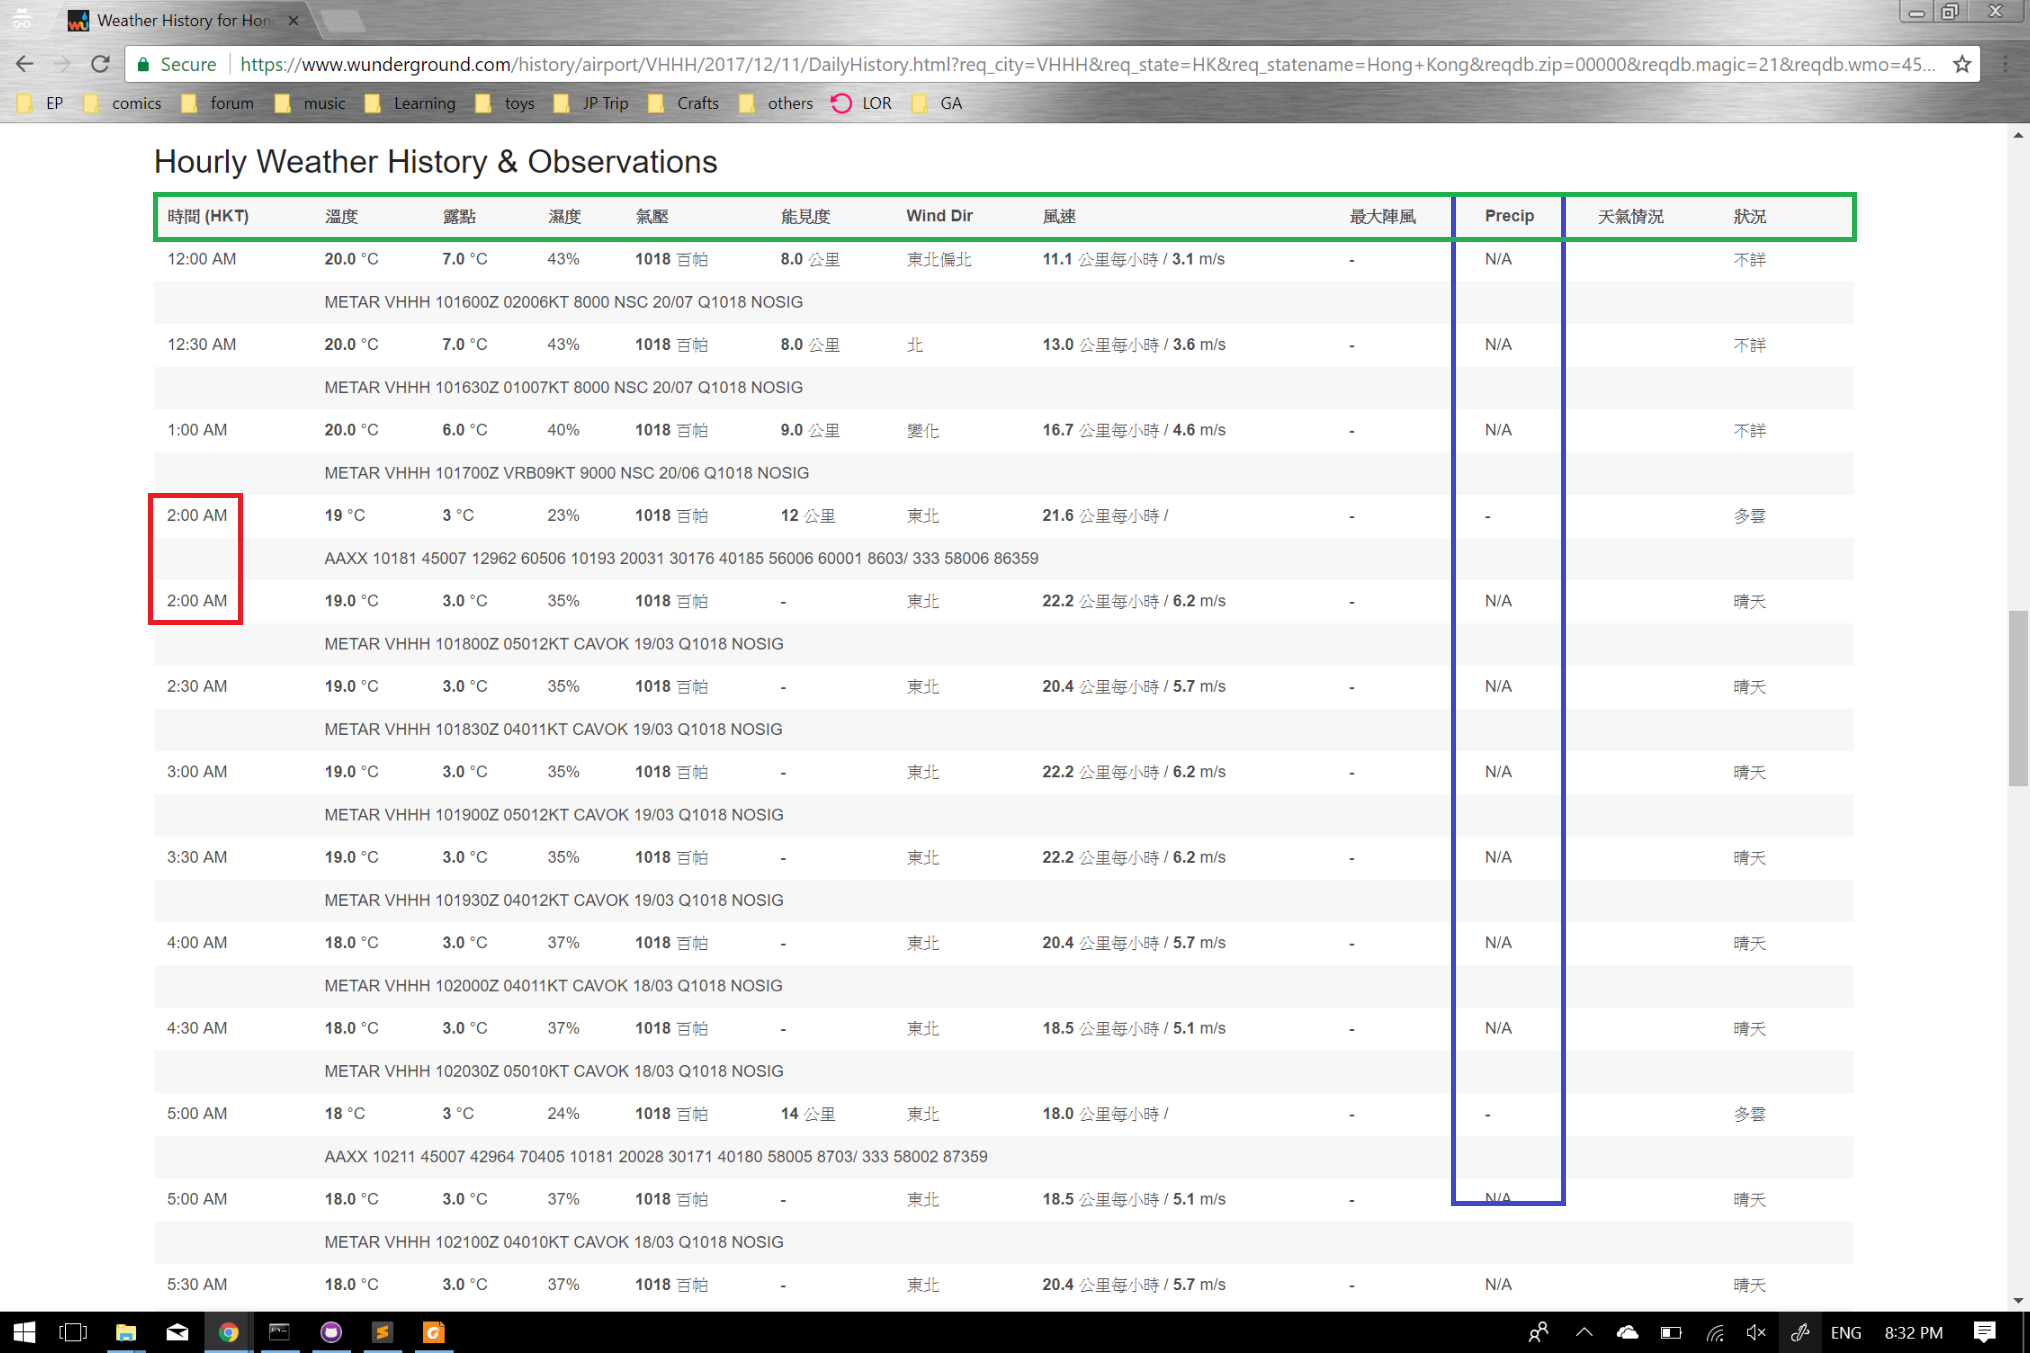 Weather History for Hon
Secure https://www.wunderground.com/history/airport/VHHH/2017/12/11/DailyHistory.html?req_city=VHHH&req_state=HK&req_statename=Hong+Kong&reqdb.zip=00000&reqdb.magic=21&reqdb.wmo=45...
EP comics forum music Learning toys JP Trip Crafts others LOR GA
Hourly Weather History & Observations
時間 (HKT) 溫度 露點 濕度 氣壓 能見度 Wind Dir 風速 最大陣風 Precip 天氣情況 狀況
12:00 AM 20.0 °C 7.0 °C 43% 1018 百帕 8.0 公里 東北偏北 11.1 公里每小時 / 3.1 m/s - N/A 不詳
METAR VHHH 101600Z 02006KT 8000 NSC 20/07 Q1018 NOSIG
12:30 AM 20.0 °C 7.0 °C 43% 1018 百帕 8.0 公里 北 13.0 公里每小時 / 3.6 m/s - N/A 不詳
METAR VHHH 101630Z 01007KT 8000 NSC 20/07 Q1018 NOSIG
1:00 AM 20.0 °C 6.0 °C 40% 1018 百帕 9.0 公里 變化 16.7 公里每小時 / 4.6 m/s - N/A 不詳
METAR VHHH 101700Z VRB09KT 9000 NSC 20/06 Q1018 NOSIG
2:00 AM 19 °C 3 °C 23% 1018 百帕 12 公里 東北 21.6 公里每小時 / - - 多雲
AAXX 10181 45007 12962 60506 10193 20031 30176 40185 56006 60001 8603/ 333 58006 86359
2:00 AM 19.0 °C 3.0 °C 35% 1018 百帕 - 東北 22.2 公里每小時 / 6.2 m/s - N/A 晴天
METAR VHHH 101800Z 05012KT CAVOK 19/03 Q1018 NOSIG
2:30 AM 19.0 °C 3.0 °C 35% 1018 百帕 - 東北 20.4 公里每小時 / 5.7 m/s - N/A 晴天
METAR VHHH 101830Z 04011KT CAVOK 19/03 Q1018 NOSIG
3:00 AM 19.0 °C 3.0 °C 35% 1018 百帕 - 東北 22.2 公里每小時 / 6.2 m/s - N/A 晴天
METAR VHHH 101900Z 05012KT CAVOK 19/03 Q1018 NOSIG
3:30 AM 19.0 °C 3.0 °C 35% 1018 百帕 - 東北 22.2 公里每小時 / 6.2 m/s - N/A 晴天
METAR VHHH 101930Z 04012KT CAVOK 19/03 Q1018 NOSIG
4:00 AM 18.0 °C 3.0 °C 37% 1018 百帕 - 東北 20.4 公里每小時 / 5.7 m/s - N/A 晴天
METAR VHHH 102000Z 04011KT CAVOK 18/03 Q1018 NOSIG
4:30 AM 18.0 °C 3.0 °C 37% 1018 百帕 - 東北 18.5 公里每小時 / 5.1 m/s - N/A 晴天
METAR VHHH 102030Z 05010KT CAVOK 18/03 Q1018 NOSIG
5:00 AM 18 °C 3 °C 24% 1018 百帕 14 公里 東北 18.0 公里每小時 / - - 多雲
AAXX 10211 45007 42964 70405 10181 20028 30171 40180 58005 8703/ 333 58002 87359
5:00 AM 18.0 °C 3.0 °C 37% 1018 百帕 - 東北 18.5 公里每小時 / 5.1 m/s - N/A 晴天
METAR VHHH 102100Z 04010KT CAVOK 18/03 Q1018 NOSIG
5:30 AM 18.0 °C 3.0 °C 37% 1018 百帕 - 東北 20.4 公里每小時 / 5.7 m/s - N/A 晴天
ENG 8:32 PM